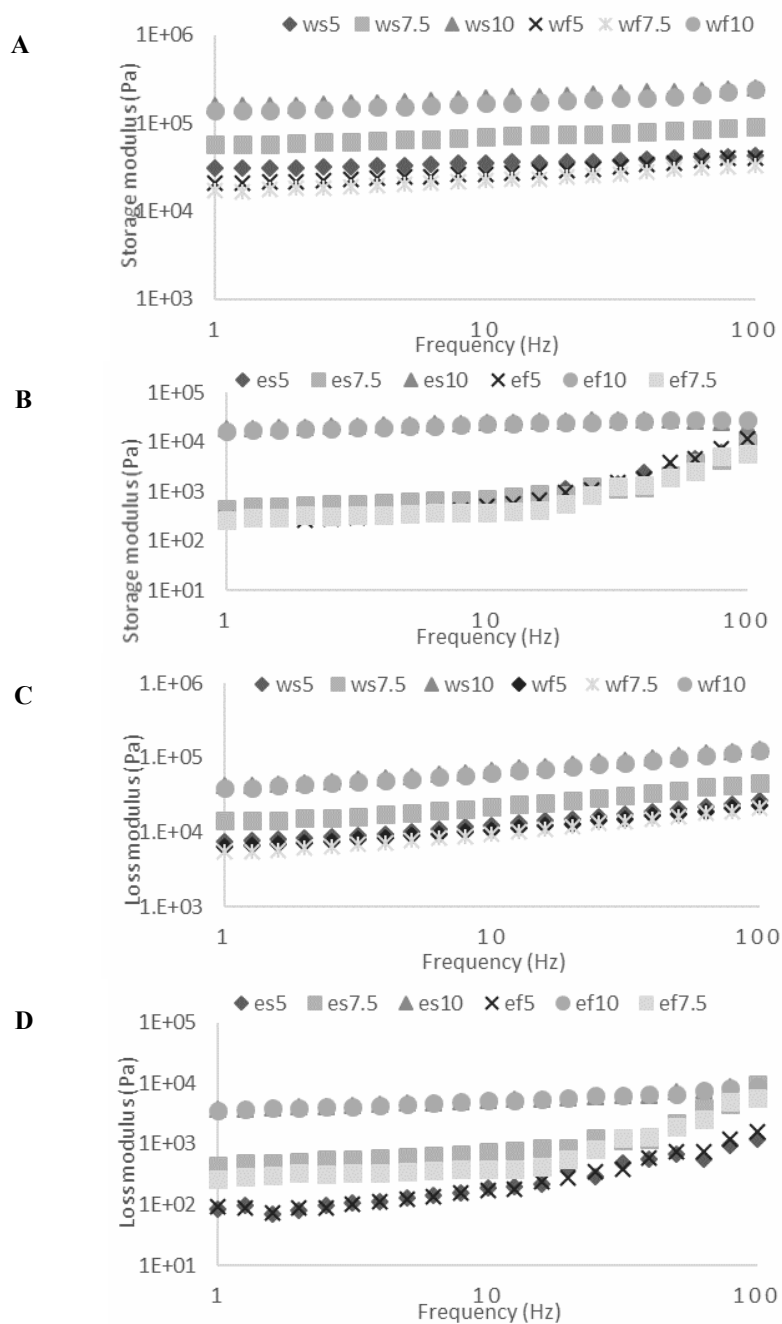 A
ws5 ws7.5 ws10 wf5 wf7.5 wf10
Storage modulus (Pa)
1E+06
1E+05
1E+04
1E+03
1 10 100
Frequency (Hz)
B
es5 es7.5 es10 ef5 ef10 ef7.5
Storage modulus (Pa)
1E+05
1E+04
1E+03
1E+02
1E+01
1 10 100
Frequency (Hz)
C
ws5 ws7.5 ws10 wf5 wf7.5 wf10
Loss modulus (Pa)
1.E+06
1.E+05
1.E+04
1.E+03
1 10 100
Frequency (Hz)
D
es5 es7.5 es10 ef5 ef10 ef7.5
Loss modulus (Pa)
1E+05
1E+04
1E+03
1E+02
1E+01
1 10 100
Frequency (Hz)